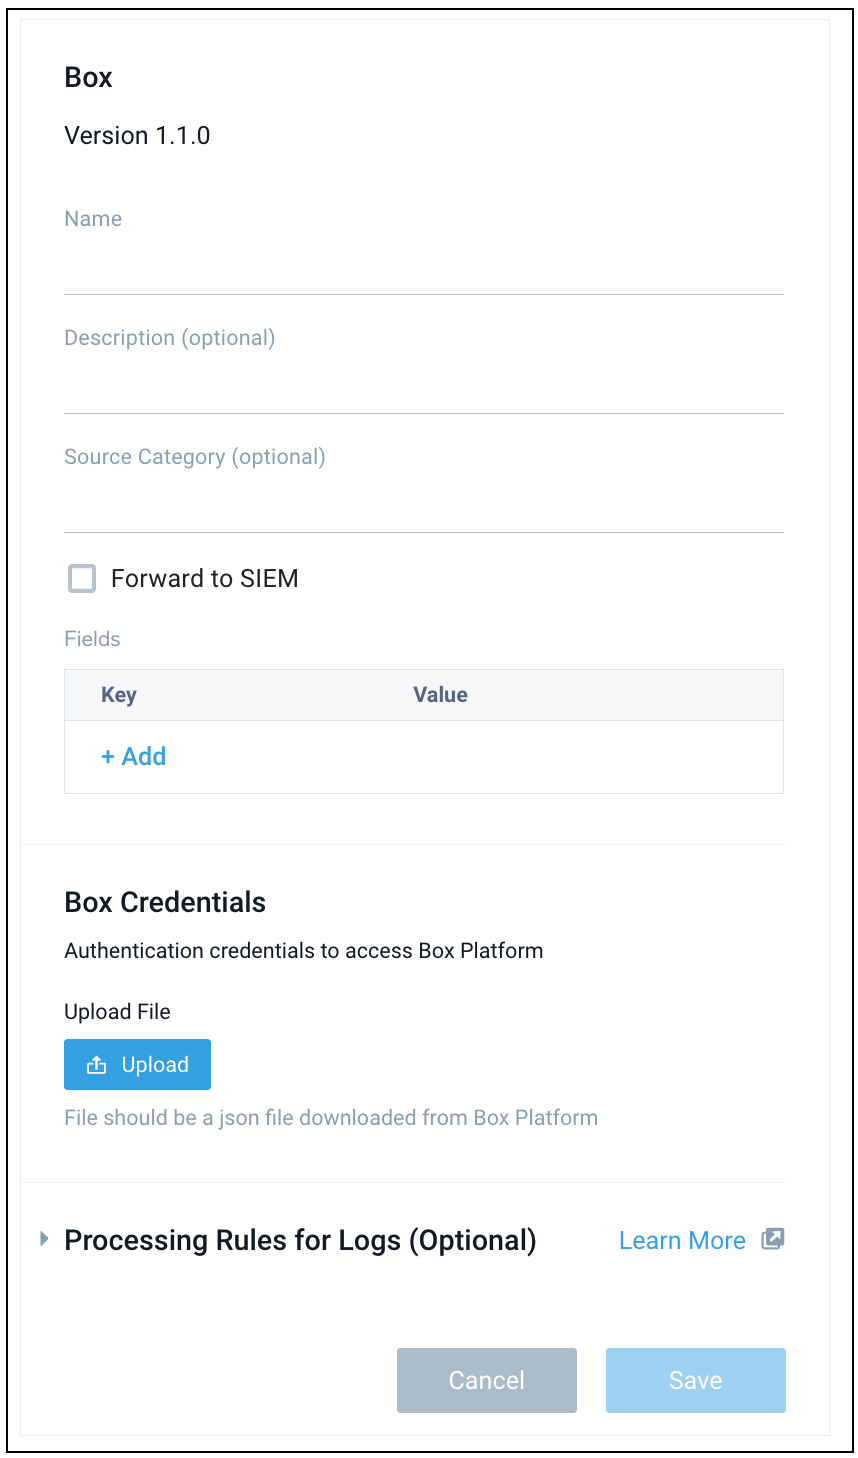 Box
Version 1.1.0
Name
Description (optional)
Source Category (optional)
Forward to SIEM
Fields
Key Value
+ Add
Box Credentials
Authentication credentials to access Box Platform
Upload File
Upload
File should be a json file downloaded from Box Platform
Processing Rules for Logs (Optional) Learn More
Cancel Save